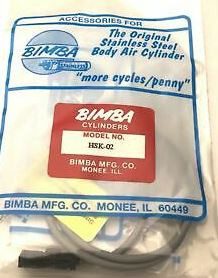 ACCESSORIES FOR
The Original
Stainless Steel
Body Air Cylinder
BIMBA
STAINLESS
"more cycles/penny"
BIMBA
CYLINDERS
MODEL NO.
HSK-02
BIMBA MFG. CO.
MONEE, ILL
BIMBA MFG. CO. MONEE, IL 60449